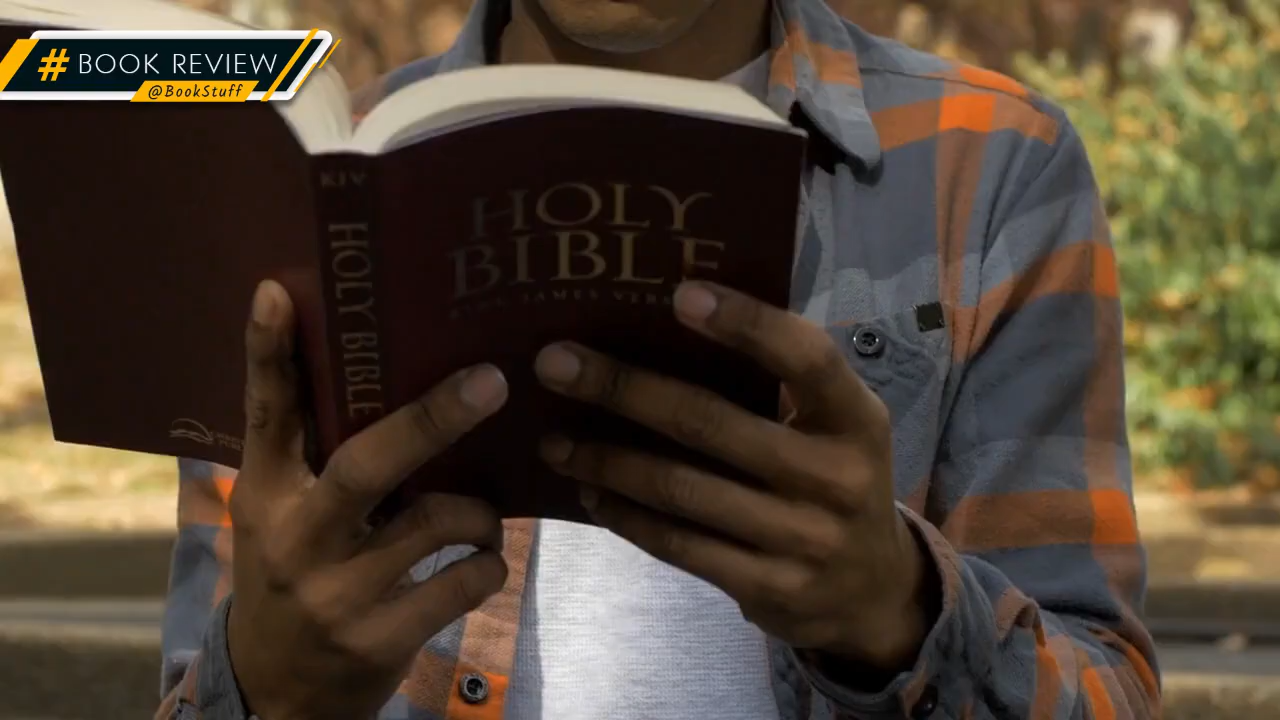 # BOOK REVIEW
@BookStuff
KJV HOLY BIBLE
HOLY
BIBLE
JAMES